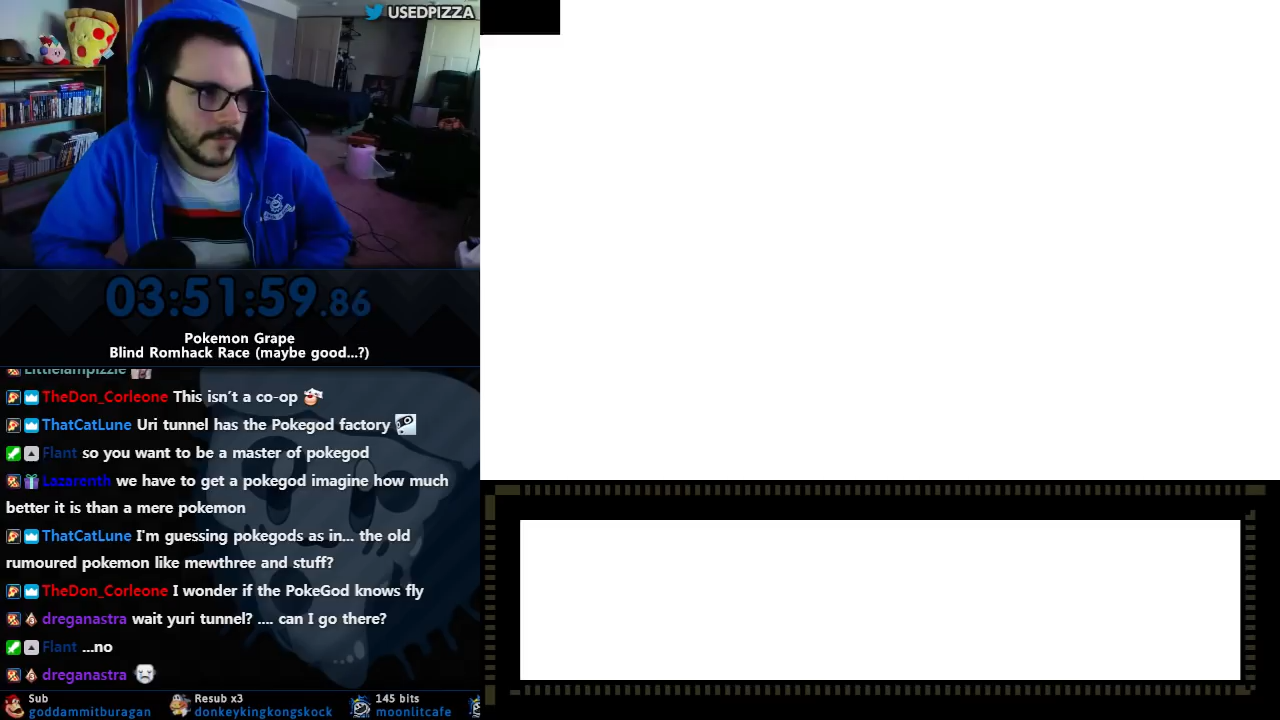 USEDPIZZA
03:51:59.86
Pokemon Grape
Blind Romhack Race (maybe good...?)
Littlelampizzle
TheDon_Corleone This isn't a co-op
ThatCatLune Uri tunnel has the Pokegod factory
Flant so you want to be a master of pokegod
Lazarenth we have to get a pokegod imagine how much
better it is than a mere pokemon
ThatCatLune I'm guessing pokegods as in... the old
rumoured pokemon like mewthree and stuff?
TheDon_Corleone I wonder if the PokeGod knows fly
dreganastra wait yuri tunnel? .... can I go there?
Flant ...no
dreganastra
Sub
goddammitburagan
Resub x3
donkeykingkongskock
145 bits
moonlitcafe